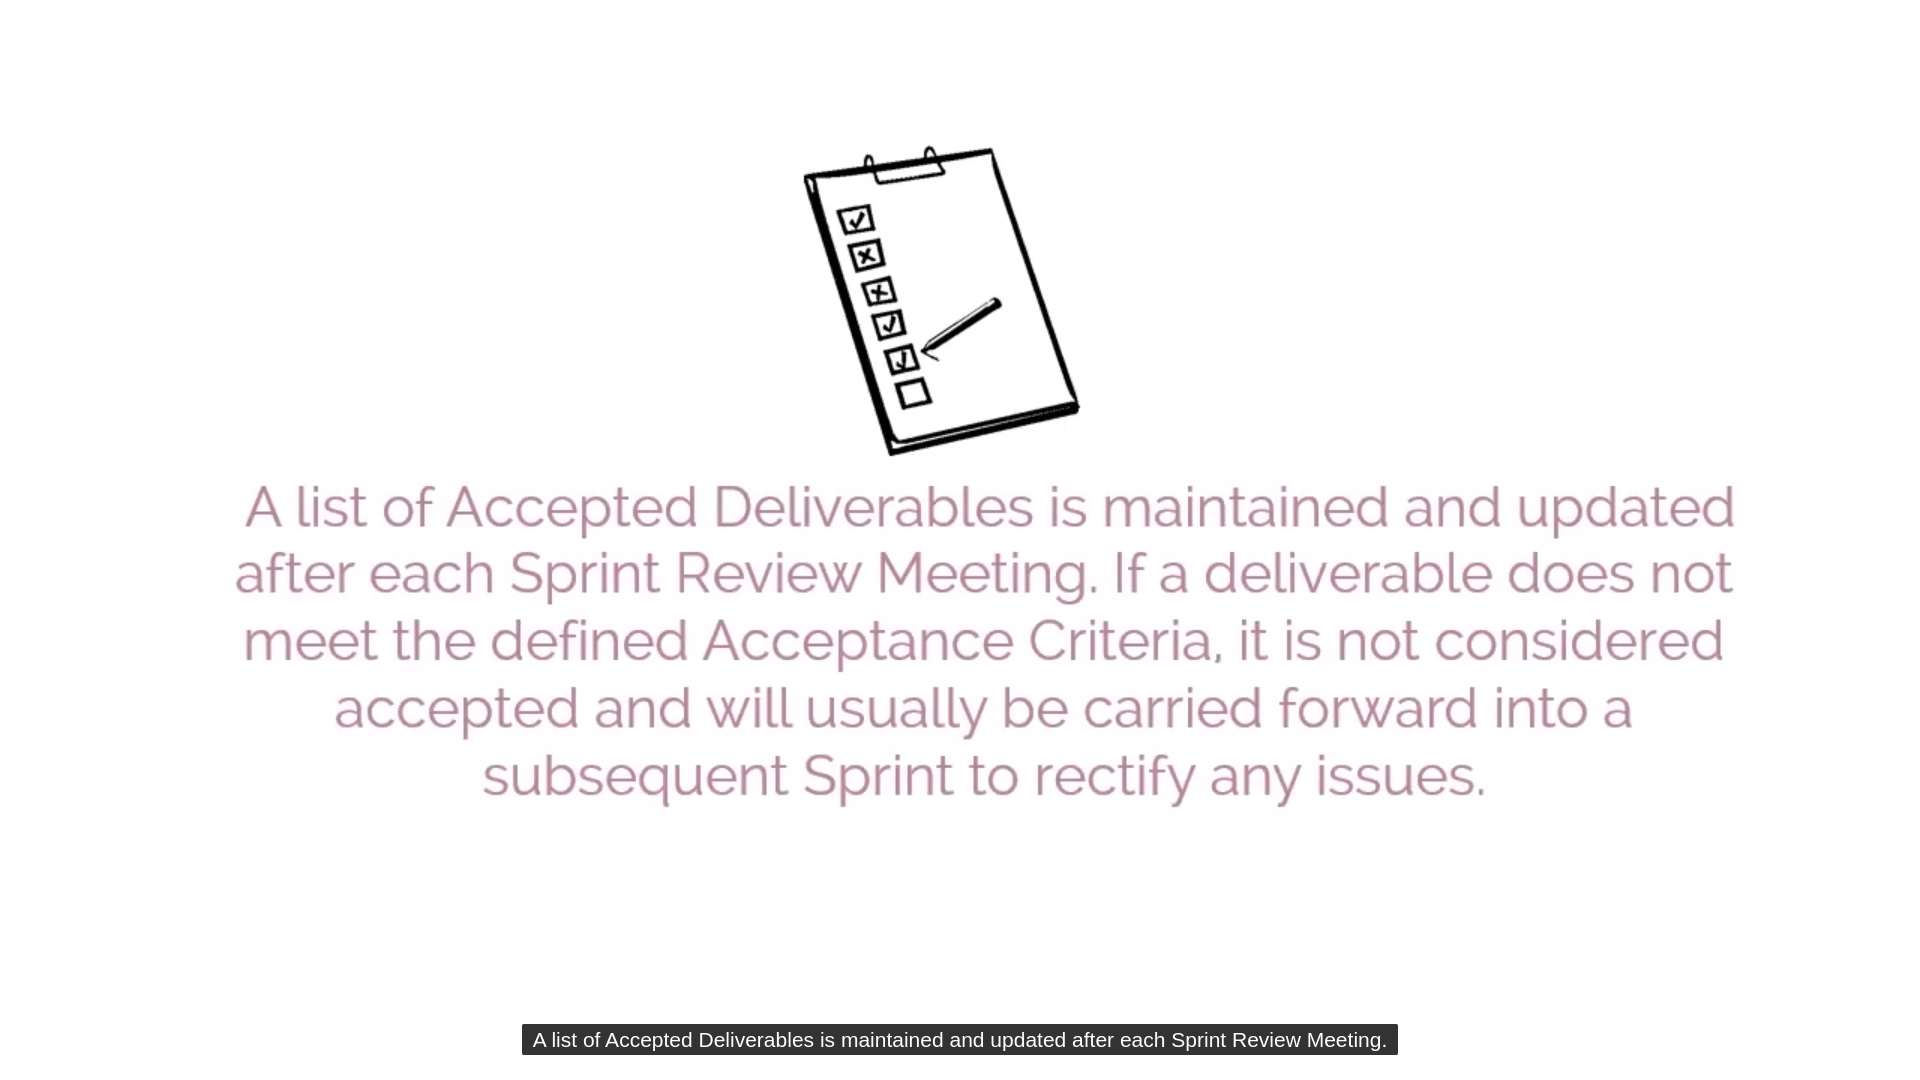 A list of Accepted Deliverables is maintained and updated
after each Sprint Review Meeting. If a deliverable does not
meet the defined Acceptance Criteria, it is not considered
accepted and will usually be carried forward into a
subsequent Sprint to rectify any issues.
A list of Accepted Deliverables is maintained and updated after each Sprint Review Meeting.